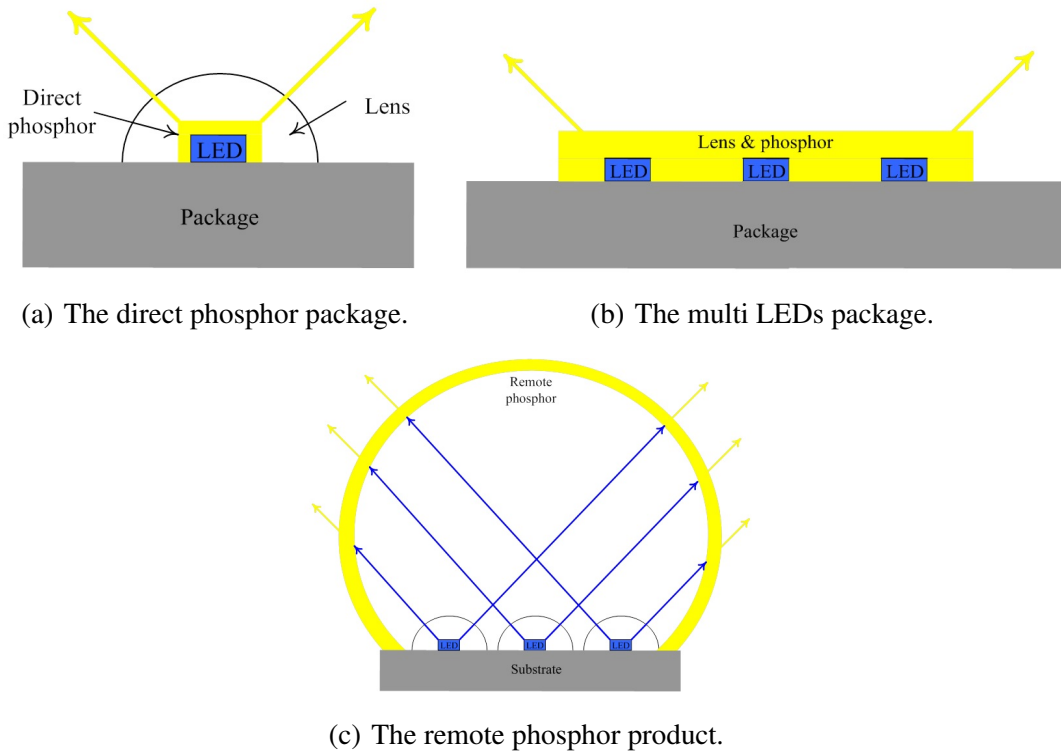 Direct
phosphor
Lens
LED
Package
Lens & phosphor
LED LED LED
Package
(a) The direct phosphor package.
(b) The multi LEDs package.
Remote
phosphor
LED LED LED
Substrate
(c) The remote phosphor product.